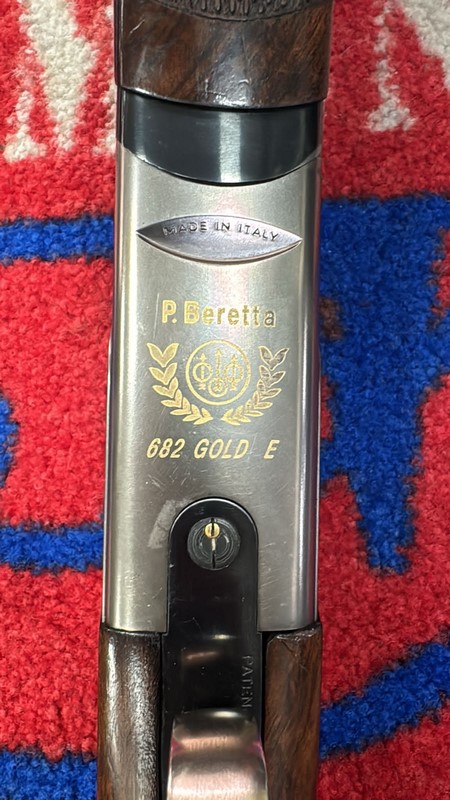 MADE IN ITALY
P. Beretta
682 GOLD E
PATEN